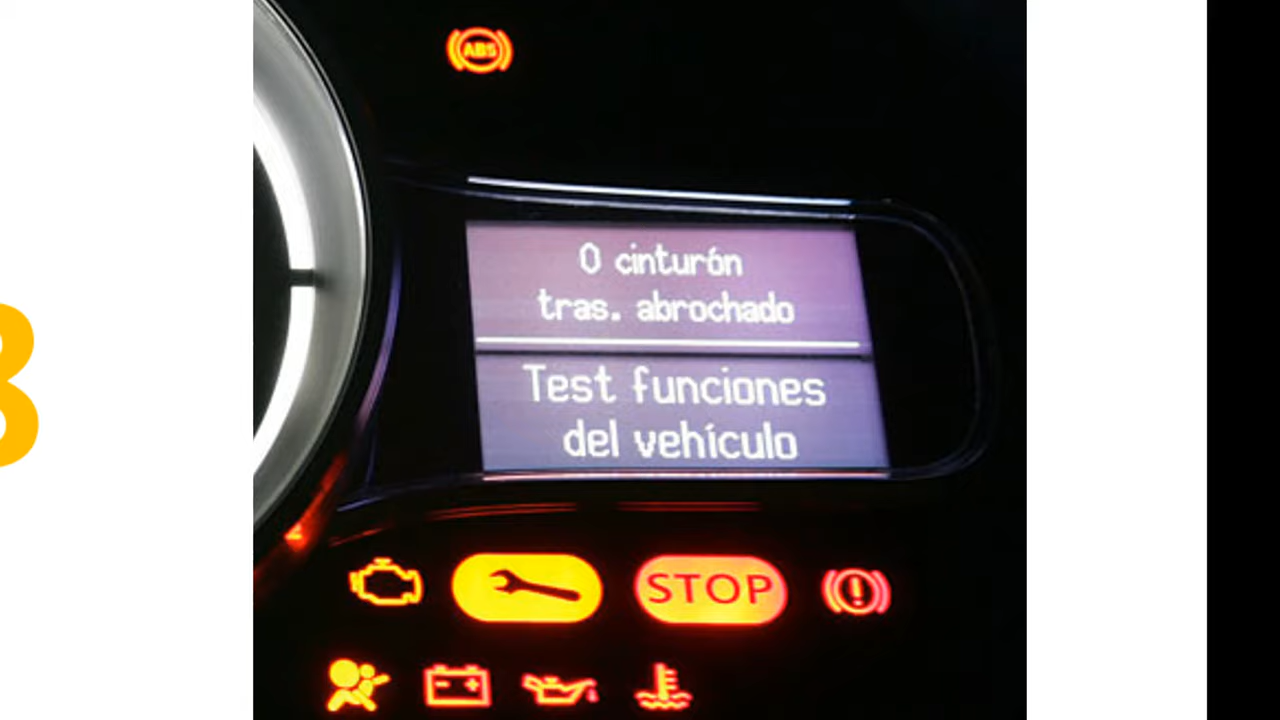 ABS
0 cinturón
tras. abrochado
Test funciones
del vehículo
STOP